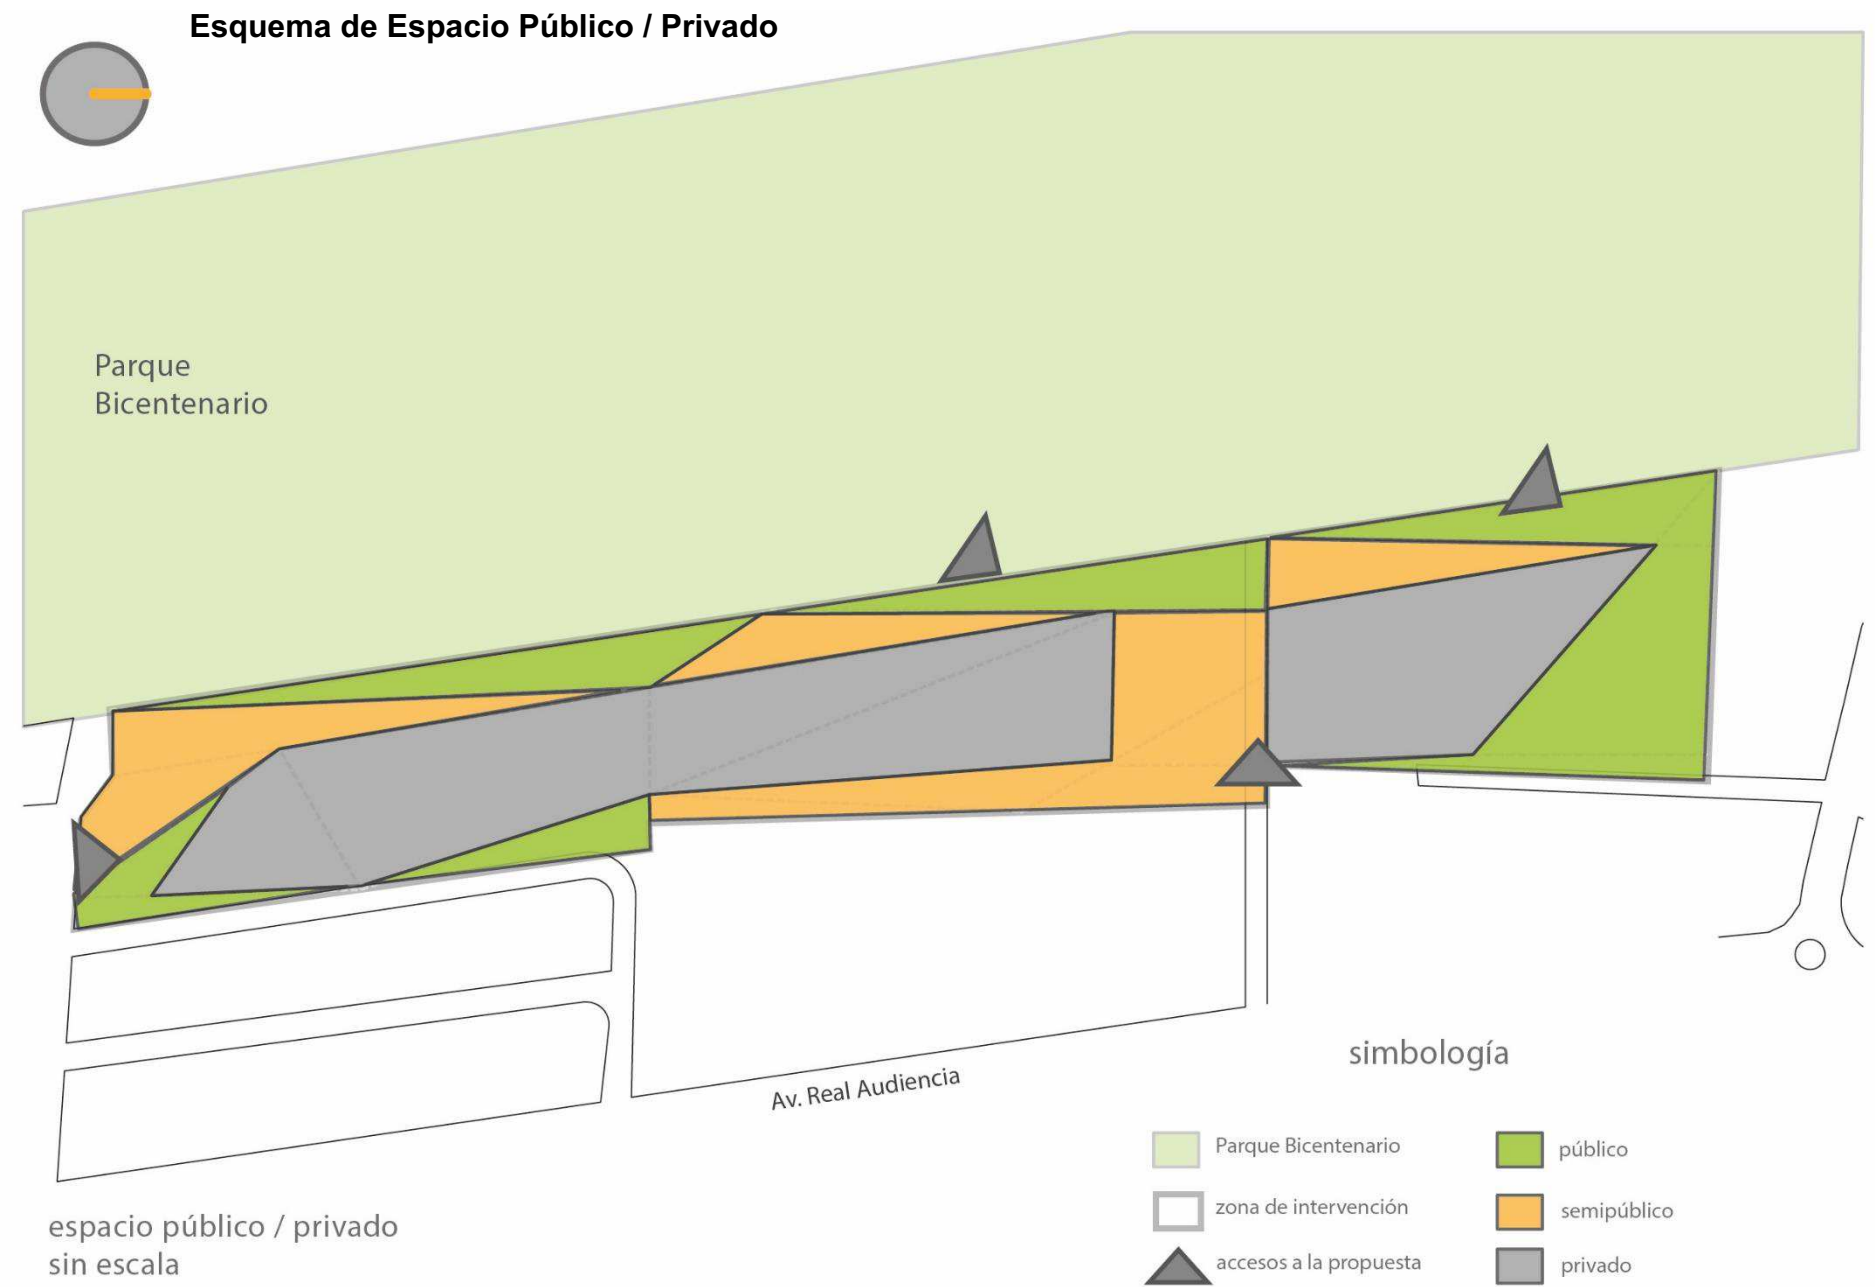 Esquema de Espacio Público / Privado
Parque
Bicentenario
Av. Real Audiencia
simbología
Parque Bicentenario
público
zona de intervención
semipúblico
accesos a la propuesta
privado
espacio público / privado
sin escala